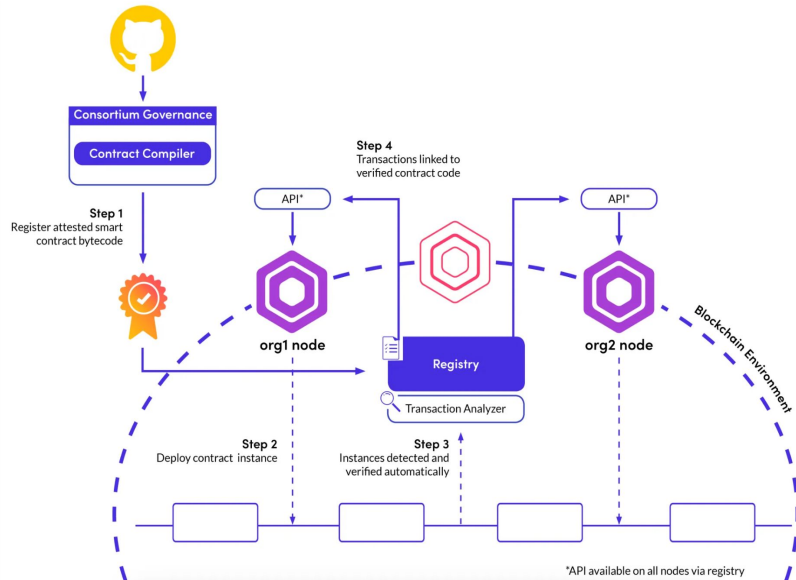 Consortium Governance
Contract Compiler
Step 1
Register attested smart
contract bytecode
Step 4
Transactions linked to
verified contract code
API*
API*
org1 node
org2 node
Blockchain Environment
Registry
Transaction Analyzer
Step 2
Deploy contract instance
Step 3
Instances detected and
verified automatically
*API available on all nodes via registry